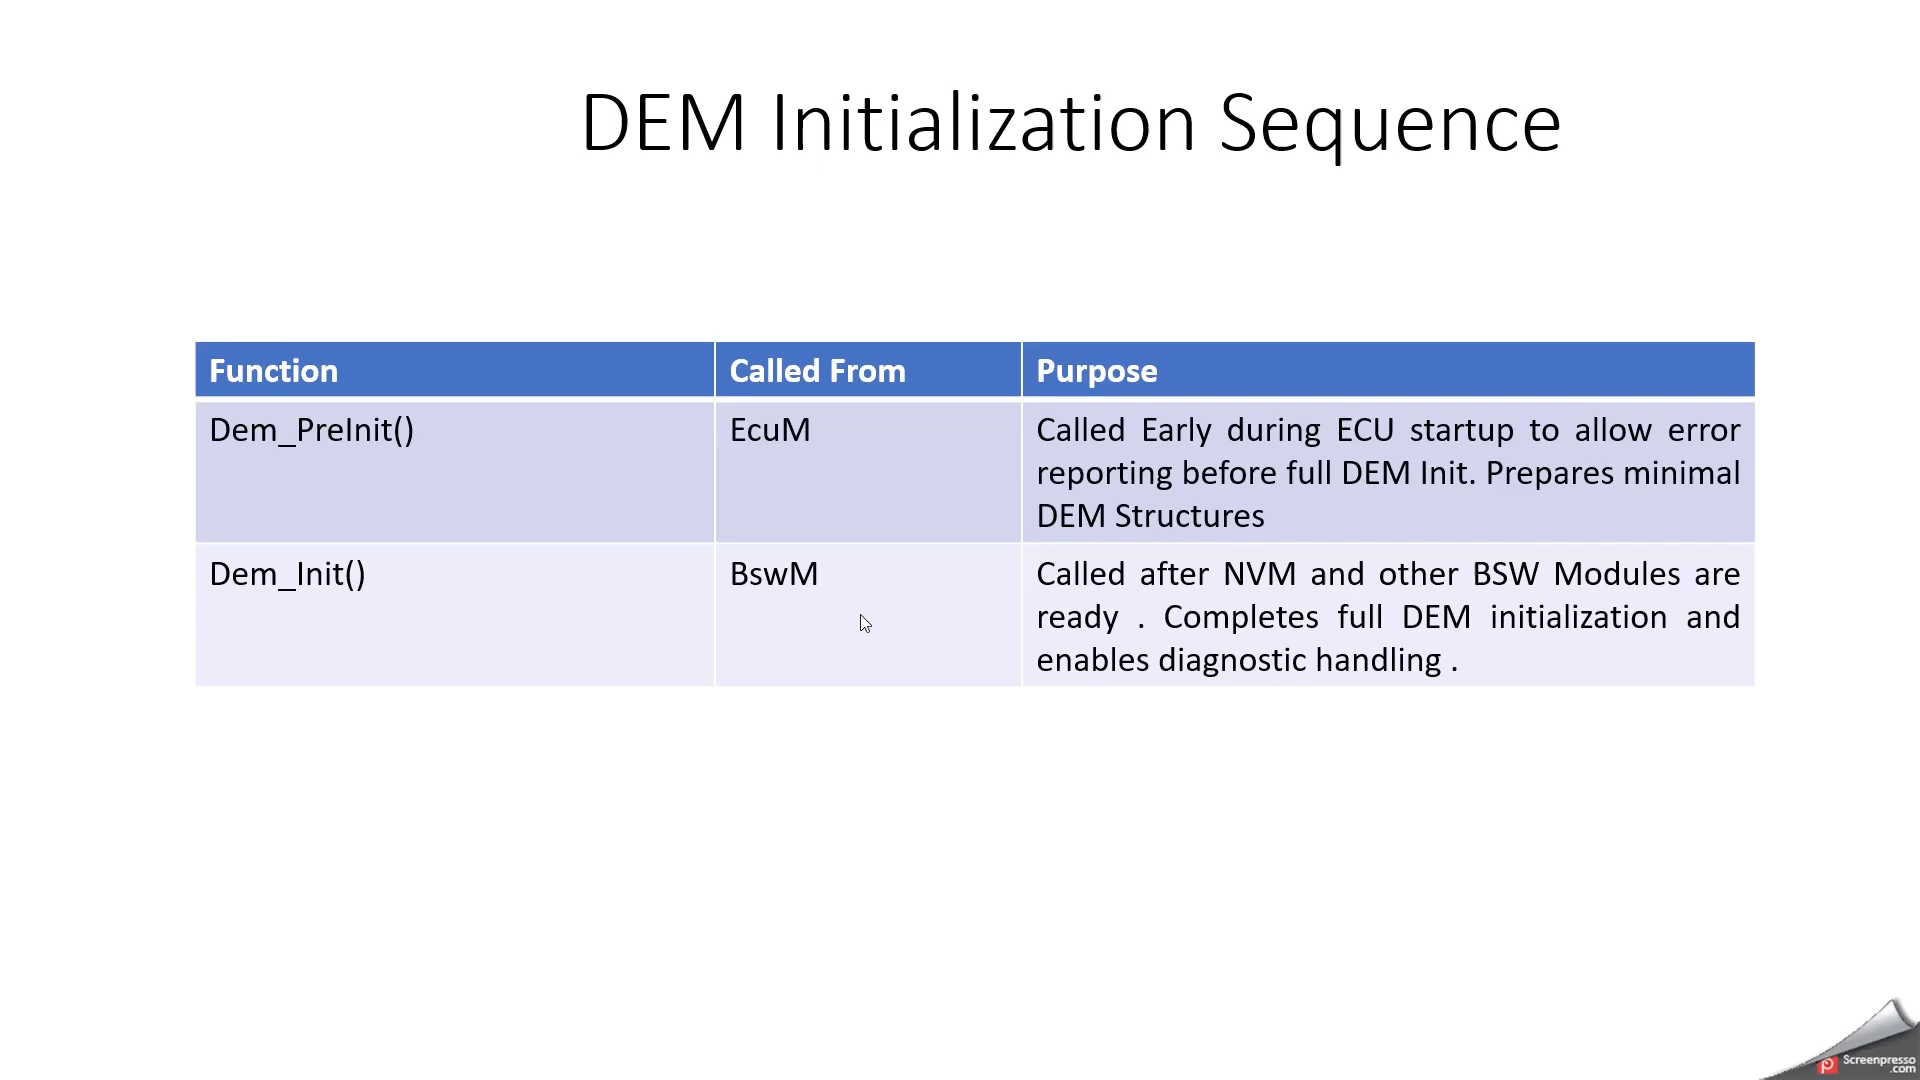 DEM Initialization Sequence
Function Called From Purpose
Dem_PreInit() EcuM Called Early during ECU startup to allow error
reporting before full DEM Init. Prepares minimal
DEM Structures
Dem_Init() BswM Called after NVM and other BSW Modules are
ready . Completes full DEM initialization and
enables diagnostic handling .
Screenpresso
.com